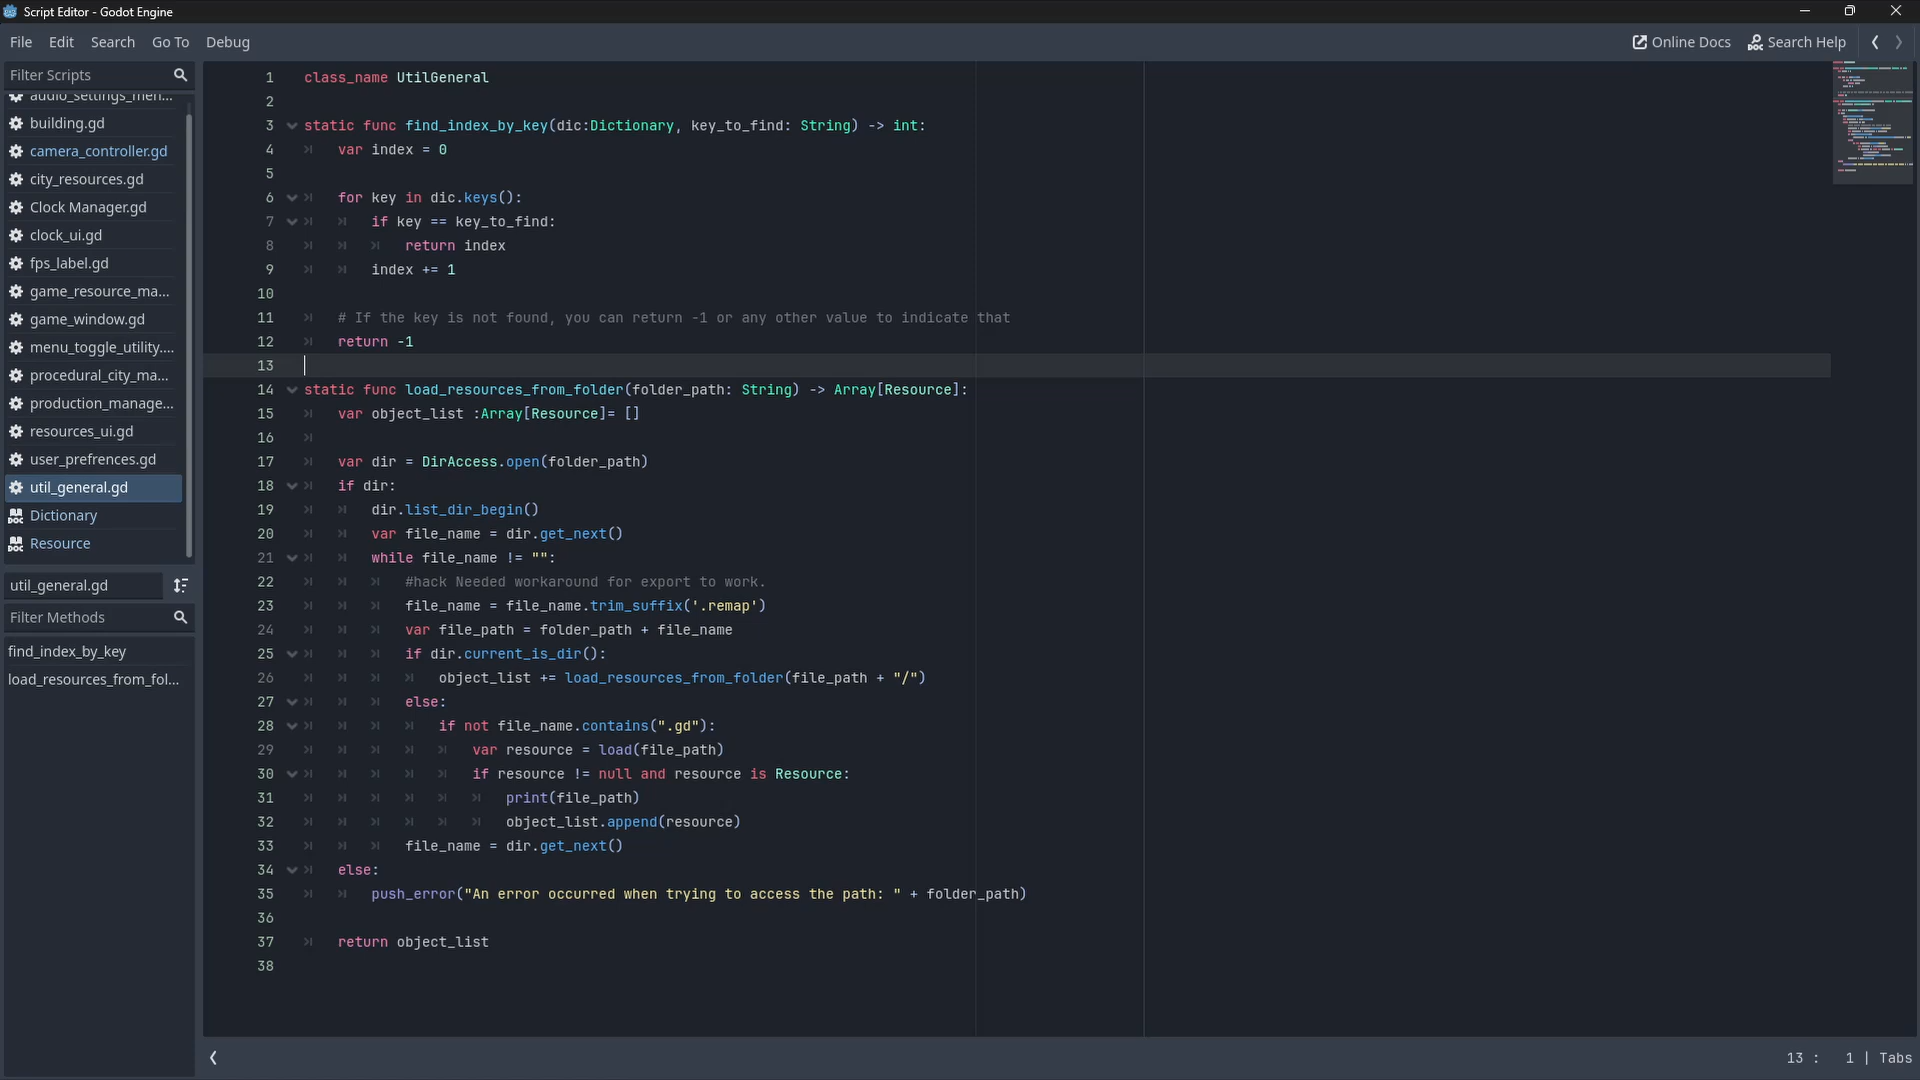 Script Editor - Godot Engine
File Edit Search Go To Debug
Online Docs Search Help
Filter Scripts
audio_settings_men...
building.gd
camera_controller.gd
city_resources.gd
Clock Manager.gd
clock_ui.gd
fps_label.gd
game_resource_ma...
game_window.gd
menu_toggle_utility....
procedural_city_ma...
production_manage...
resources_ui.gd
user_prefrences.gd
util_general.gd
DOC Dictionary
DOC Resource
util_general.gd
Filter Methods
find_index_by_key
load_resources_from_fol...
1 class_name UtilGeneral
2
3 static func find_index_by_key(dic:Dictionary, key_to_find: String) -> int:
4 var index = 0
5
6 for key in dic.keys():
7 if key == key_to_find:
8 return index
9 index += 1
10
11 # If the key is not found, you can return -1 or any other value to indicate that
12 return -1
13
14 static func load_resources_from_folder(folder_path: String) -> Array[Resource]:
15 var object_list :Array[Resource]= []
16
17 var dir = DirAccess.open(folder_path)
18 if dir:
19 dir.list_dir_begin()
20 var file_name = dir.get_next()
21 while file_name != "":
22 #hack Needed workaround for export to work.
23 file_name = file_name.trim_suffix('.remap')
24 var file_path = folder_path + file_name
25 if dir.current_is_dir():
26 object_list += load_resources_from_folder(file_path + "/")
27 else:
28 if not file_name.contains(".gd"):
29 var resource = load(file_path)
30 if resource != null and resource is Resource:
31 print(file_path)
32 object_list.append(resource)
33 file_name = dir.get_next()
34 else:
35 push_error("An error occurred when trying to access the path: " + folder_path)
36
37 return object_list
38
13 : 1 | Tabs